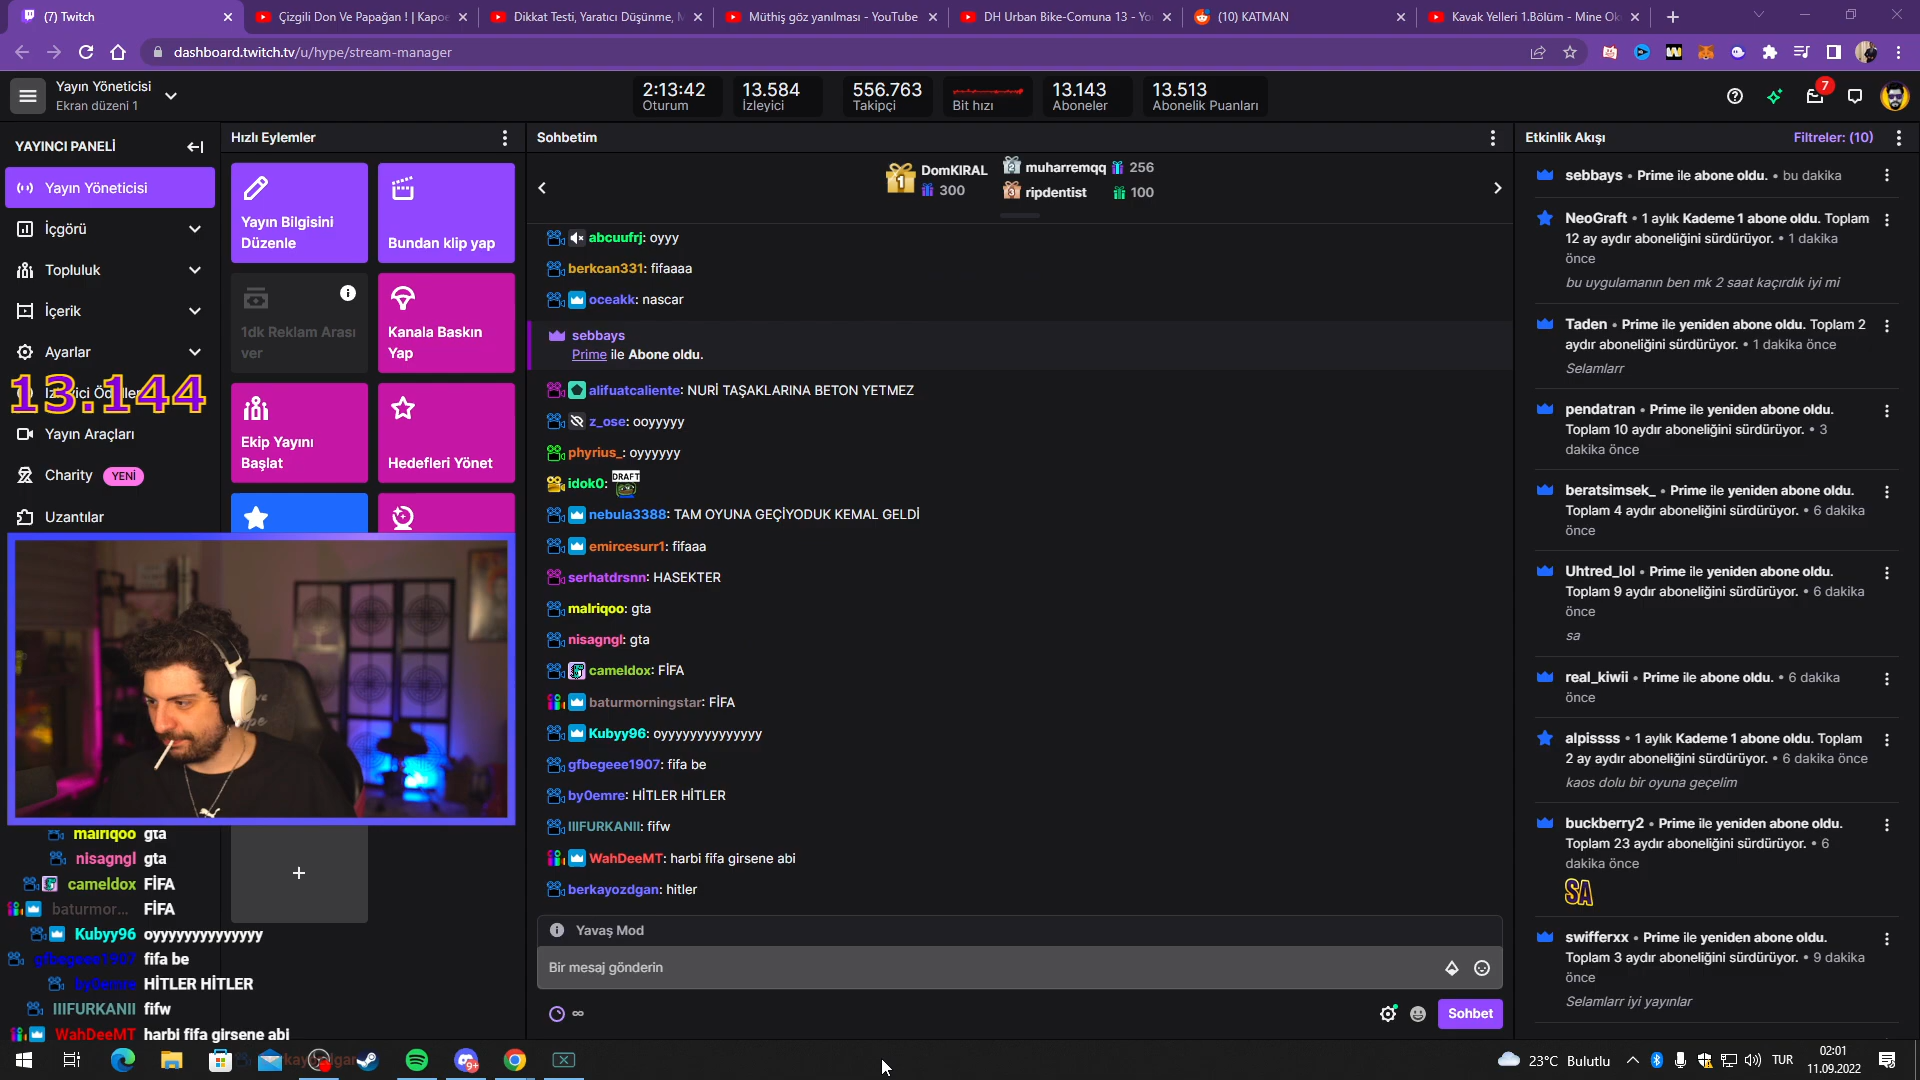 (7) Twitch
Çizgili Don Ve Papağan ! | Kapoe
Dikkat Testi, Yaratıcı Düşünme, M
Müthiş göz yanılması - YouTube
DH Urban Bike-Comuna 13 - Yo
(10) KATMAN
Kavak Yelleri 1.Bölüm - Mine Ok
dashboard.twitch.tv/u/hype/stream-manager
Yayın Yöneticisi
Ekran düzeni 1
2:13:42
Oturum
13.584
İzleyici
556.763
Takipçi
Bit hızı
13.143
Aboneler
13.513
Abonelik Puanları
7
YAYINCI PANELİ
Yayın Yöneticisi
İçgörü
Topluluk
İçerik
Ayarlar
13.144
Yayın Araçları
Charity YENİ
Uzantılar
Hızlı Eylemler
Yayın Bilgisini
Düzenle
Bundan klip yap
1dk Reklam Arası
ver
Kanala Baskın
Yap
Ekip Yayını
Başlat
Hedefleri Yönet
malriqoo gta
nisagngl gta
cameldox FİFA
baturmor... FİFA
Kubyy96 oyyyyyyyyyyyyyy
gfbegeee1907 fifa be
by0emre HİTLER HİTLER
IIIFURKANII fifw
WahDeeMT harbi fifa girsene abi
Sohbetim
1 DomKIRAL
300
2 muharremqq 256
3 ripdentist 100
abcuufrj: oyyy
berkcan331: fifaaaa
oceakk: nascar
sebbays
Prime ile Abone oldu.
alifuatcaliente: NURİ TAŞAKLARINA BETON YETMEZ
z_ose: ooyyyyy
phyrius_: oyyyyyy
idok0: DRAFT
nebula3388: TAM OYUNA GEÇİYODUK KEMAL GELDİ
emircesurr1: fifaaa
serhatdrsnn: HASEKTER
malriqoo: gta
nisagngl: gta
cameldox: FİFA
baturmorningstar: FİFA
Kubyy96: oyyyyyyyyyyyyyy
gfbegeee1907: fifa be
by0emre: HİTLER HİTLER
IIIFURKANII: fifw
WahDeeMT: harbi fifa girsene abi
berkayozdgan: hitler
Yavaş Mod
Bir mesaj gönderin
Sohbet
Etkinlik Akışı
Filtreler: (10)
sebbays • Prime ile abone oldu. • bu dakika
NeoGraft • 1 aylık Kademe 1 abone oldu. Toplam
12 ay aydır aboneliğini sürdürüyor. • 1 dakika
önce
bu uygulamanın ben mk 2 saat kaçırdık iyi mi
Taden • Prime ile yeniden abone oldu. Toplam 2
aydır aboneliğini sürdürüyor. • 1 dakika önce
Selamlarr
pendatran • Prime ile yeniden abone oldu.
Toplam 10 aydır aboneliğini sürdürüyor. • 3
dakika önce
beratsimsek_ • Prime ile yeniden abone oldu.
Toplam 4 aydır aboneliğini sürdürüyor. • 6 dakika
önce
Uhtred_lol • Prime ile yeniden abone oldu.
Toplam 9 aydır aboneliğini sürdürüyor. • 6 dakika
önce
sa
real_kiwii • Prime ile abone oldu. • 6 dakika
önce
alpissss • 1 aylık Kademe 1 abone oldu. Toplam
2 ay aydır aboneliğini sürdürüyor. • 6 dakika önce
kaos dolu bir oyuna geçelim
buckberry2 • Prime ile yeniden abone oldu.
Toplam 23 aydır aboneliğini sürdürüyor. • 6
dakika önce
SA
swifferxx • Prime ile yeniden abone oldu.
Toplam 3 aydır aboneliğini sürdürüyor. • 9 dakika
önce
Selamlarr iyi yayınlar
23°C Bulutlu
TUR
02:01
11.09.2022